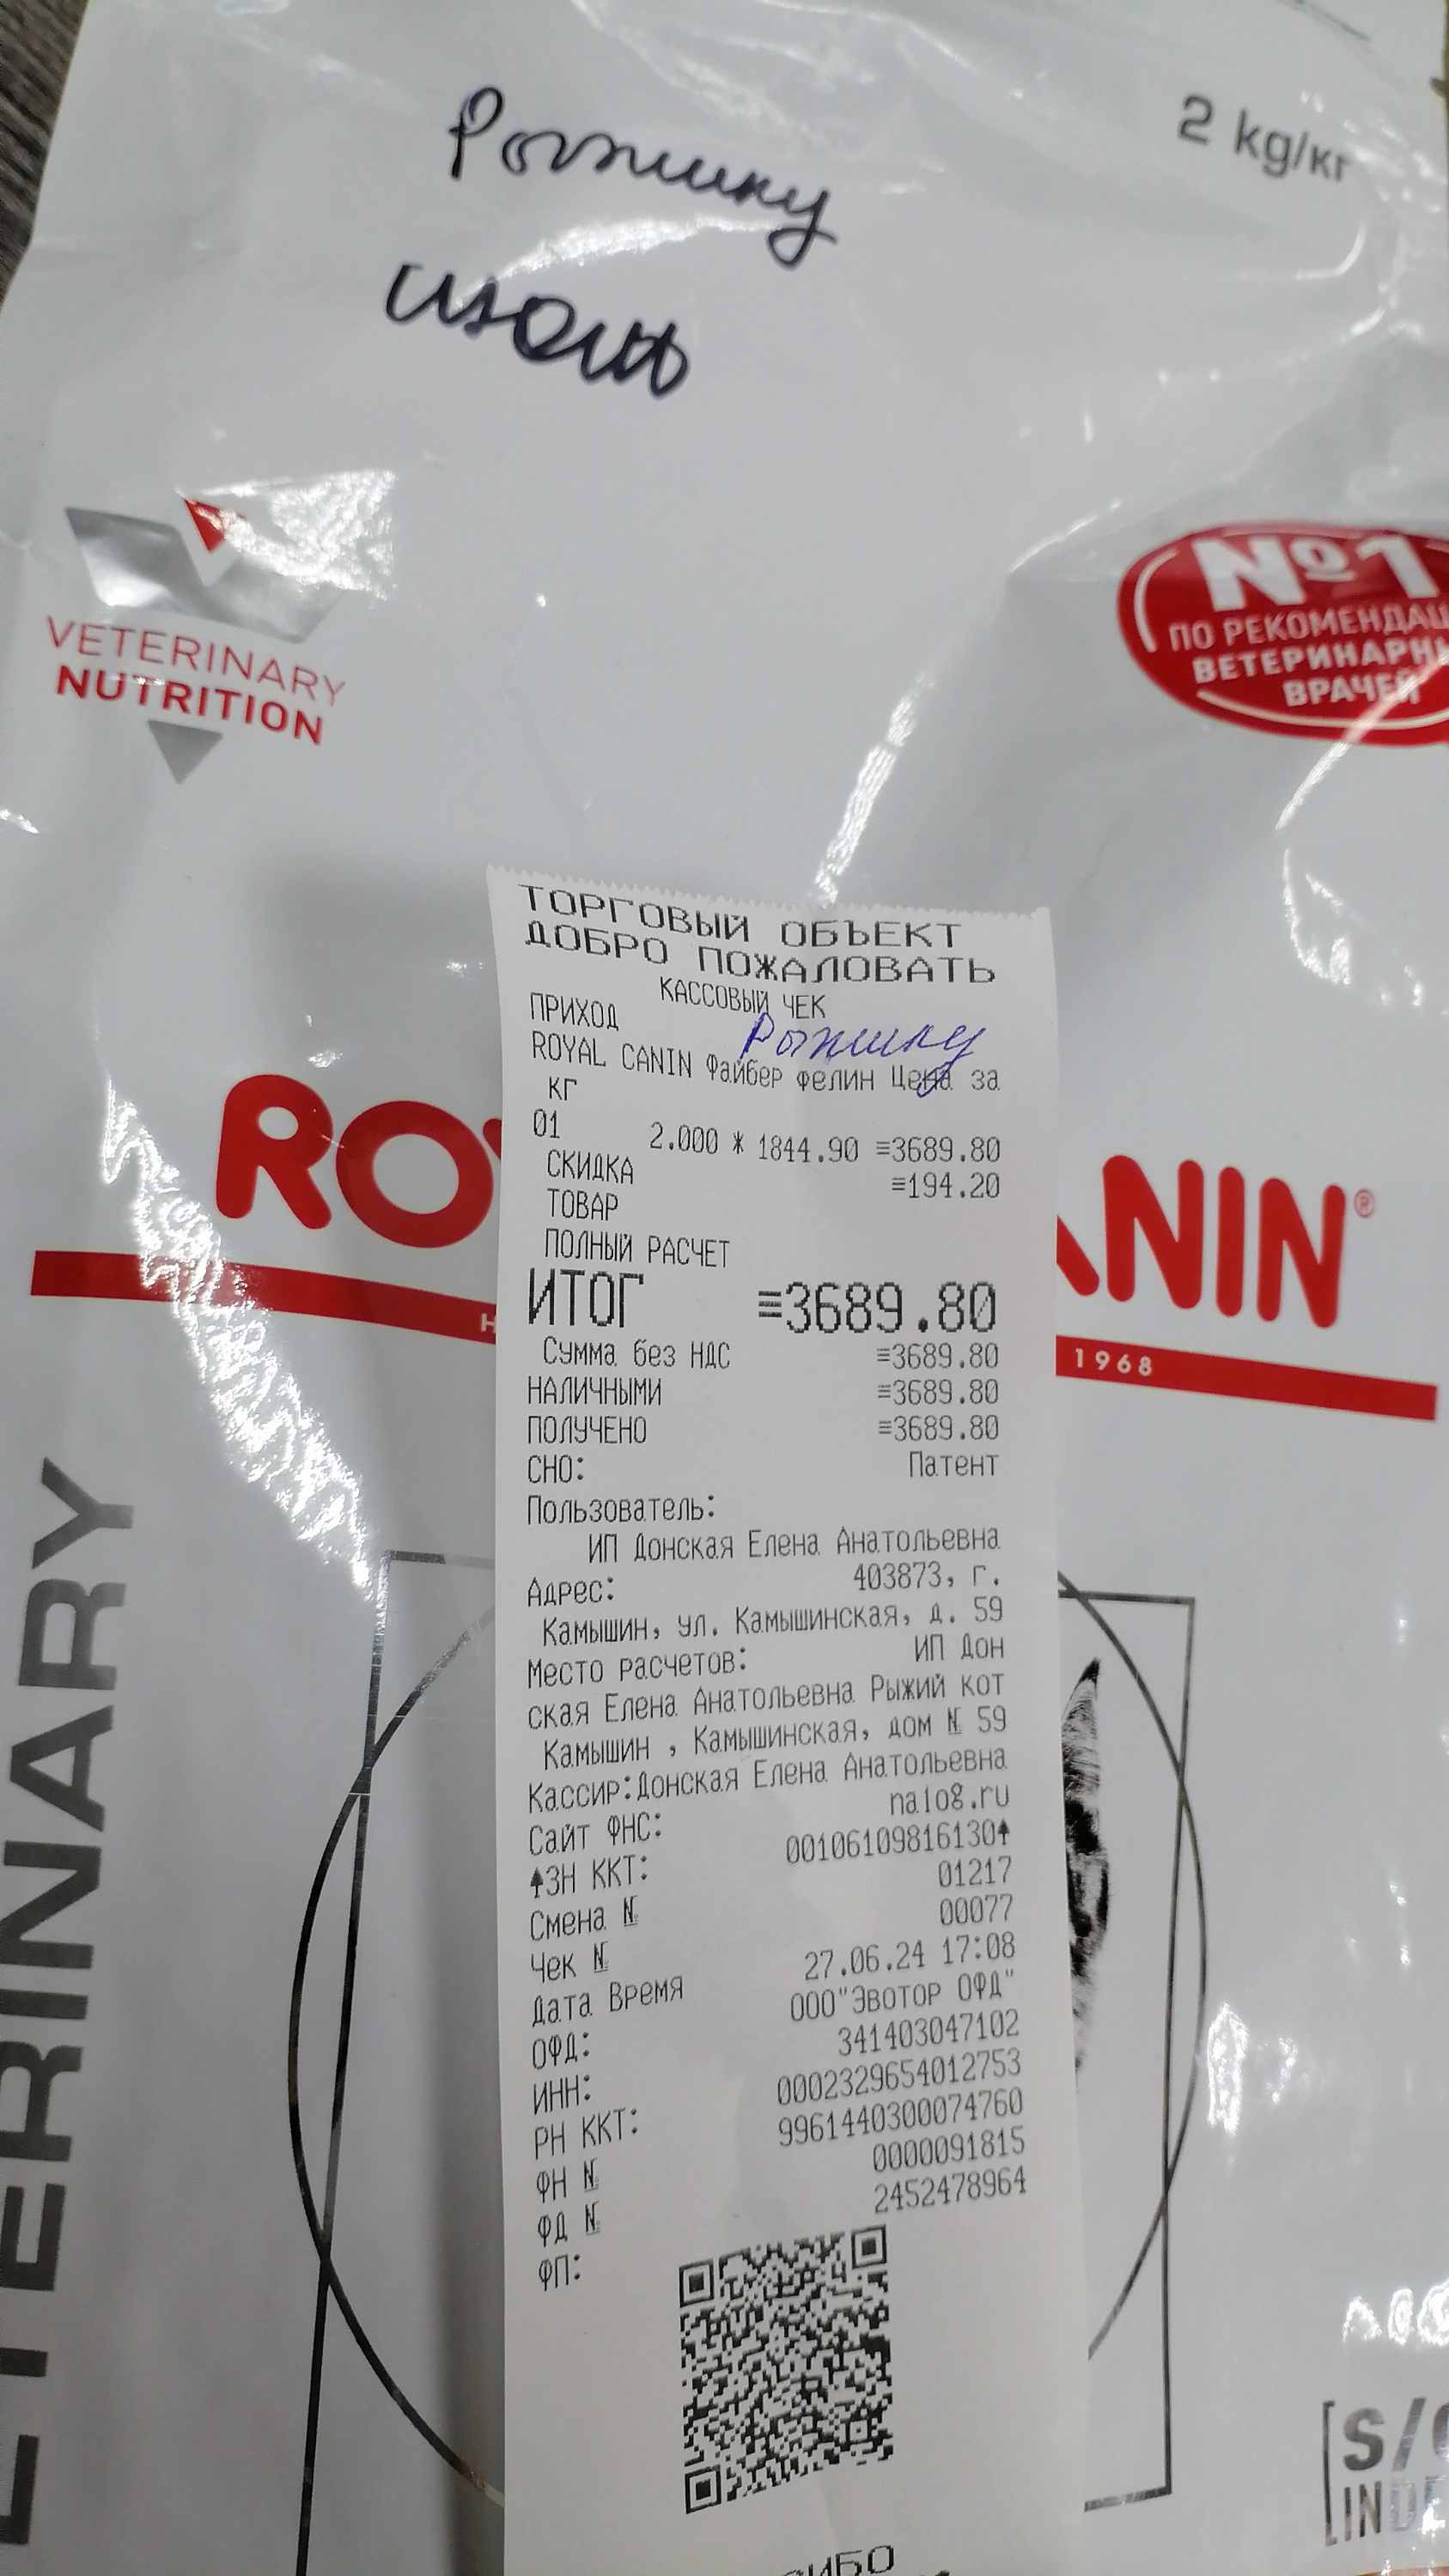 Рыжику
2 kg/кг
VETERINARY
NUTRITION
№1
ПО РЕКОМЕНДАЦ
ВЕТЕРИНАРН
ВРАЧЕЙ
ТОРГОВЫЙ ОБЪЕКТ
ДОБРО ПОЖАЛОВАТЬ
КАССОВЫЙ ЧЕК
ПРИХОД
Рыжику
ROYAL CANIN Файбер фелин Цена за
кг
01 2.000 * 1844.90 ≡3689.80
СКИДКА ≡194.20
ТОВАР
ПОЛНЫЙ РАСЧЕТ
ИТОГ ≡3689.80
Сумма без НДС ≡3689.80
НАЛИЧНЫМИ ≡3689.80
ПОЛУЧЕНО ≡3689.80
СНО: Патент
Пользователь:
ИП Донская Елена Анатольевна
Адрес: 403873, г.
Камышин, ул. Камышинская, д. 59
Место расчетов: ИП Дон
ская Елена Анатольевна Рыжий кот
Камышин , Камышинская, дом № 59
Кассир:Донская Елена Анатольевна
Сайт ФНС: nalog.ru
ЗН ККТ: 00106109816130
Смена № 01217
Чек № 00077
Дата Время 27.06.24 17:08
ОФД: ООО"Эвотор ОФД"
ИНН: 341403047102
РН ККТ: 0002329654012753
ФН № 9961440300074760
ФД № 0000091815
ФП: 2452478964
СИБО
RO
ANIN®
H
1968
ETERINARY
S/
INDE